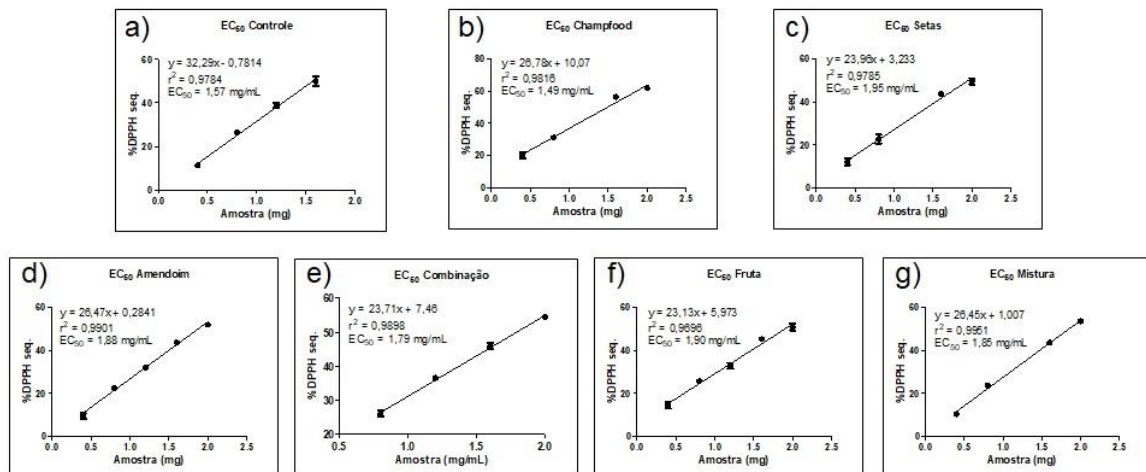 a)
EC50 Controle
y = 32,29x - 0,7814
r² = 0,9784
EC50 = 1,57 mg/mL
%DPPH seq.
60
40
20
0
0.0 0.5 1.0 1.5 2.0
Amostra (mg)
b)
EC50 Champfood
y = 26,78x + 10,07
r² = 0,9816
EC50 = 1,49 mg/mL
%DPPH seq.
80
60
40
20
0
0.0 0.5 1.0 1.5 2.0 2.5
Amostra (mg)
c)
EC50 Setas
y = 23,96x + 3,233
r² = 0,9785
EC50 = 1,95 mg/mL
%DPPH seq.
60
40
20
0
0.0 0.5 1.0 1.5 2.0 2.5
Amostra (mg)
d)
EC50 Amendoim
y = 26,47x + 0,2841
r² = 0,9901
EC50 = 1,88 mg/mL
%DPPH seq.
60
40
20
0
0.0 0.5 1.0 1.5 2.0 2.5
Amostra (mg)
e)
EC50 Combinação
y = 23,71x + 7,46
r² = 0,9898
EC50 = 1,79 mg/mL
%DPPH seq.
60
50
40
30
20
0.5 1.0 1.5 2.0
Amostra (mg/mL)
f)
EC50 Fruta
y = 23,13x + 5,973
r² = 0,9696
EC50 = 1,90 mg/mL
%DPPH seq.
60
40
20
0
0.0 0.5 1.0 1.5 2.0 2.5
Amostra (mg)
g)
EC50 Mistura
y = 26,45x + 1,007
r² = 0,9951
EC50 = 1,85 mg/mL
%DPPH seq.
60
40
20
0
0.0 0.5 1.0 1.5 2.0 2.5
Amostra (mg)